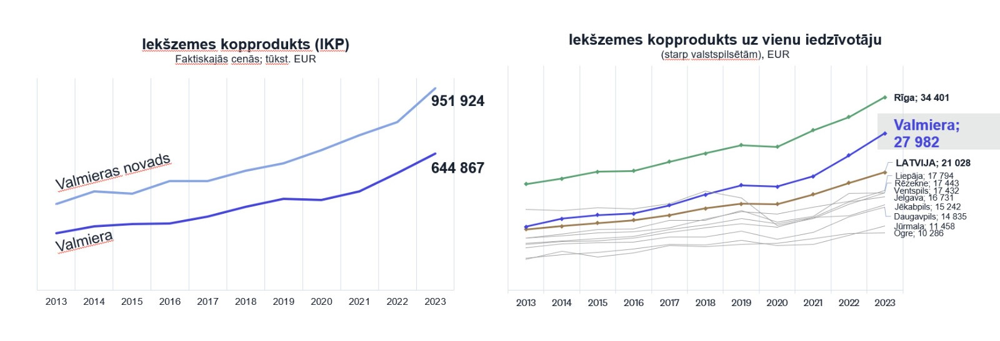 Iekšzemes kopprodukts (IKP)
Faktiskajās cenās; tūkst. EUR
951 924
644 867
Valmieras novads
Valmiera
2013 2014 2015 2016 2017 2018 2019 2020 2021 2022 2023
Iekšzemes kopprodukts uz vienu iedzīvotāju
(starp valstspilsētām), EUR
Rīga; 34 401
Valmiera;
27 982
LATVIJA; 21 028
Liepāja; 17 794
Rēzekne; 17 443
Ventspils; 17 432
Jelgava; 16 731
Jēkabpils; 15 242
Daugavpils; 14 835
Jūrmala; 11 458
Ogre; 10 286
2013 2014 2015 2016 2017 2018 2019 2020 2021 2022 2023